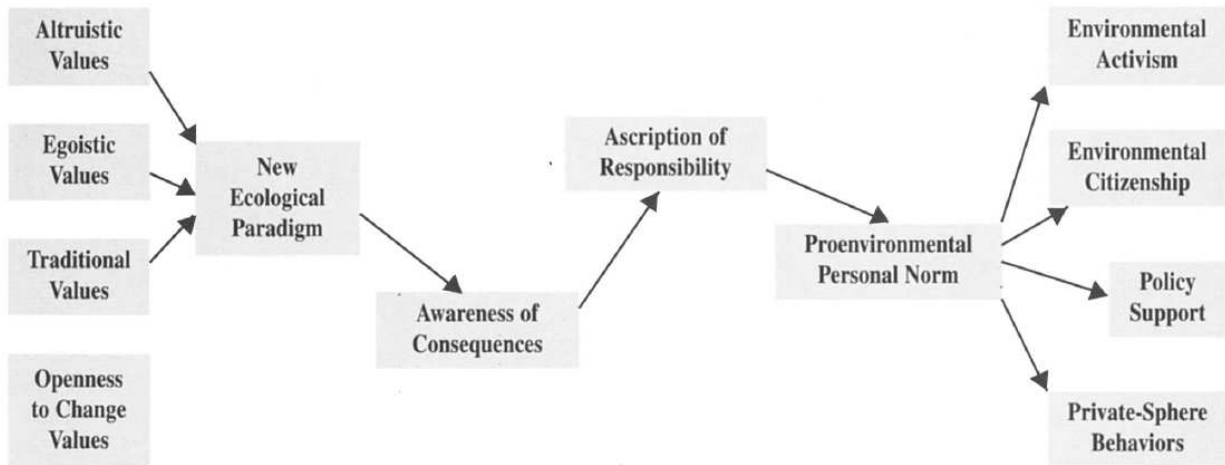 Altruistic
Values
Egoistic
Values
Traditional
Values
Openness
to Change
Values
New
Ecological
Paradigm
Awareness of
Consequences
Ascription of
Responsibility
Proenvironmental
Personal Norm
Environmental
Activism
Environmental
Citizenship
Policy
Support
Private-Sphere
Behaviors